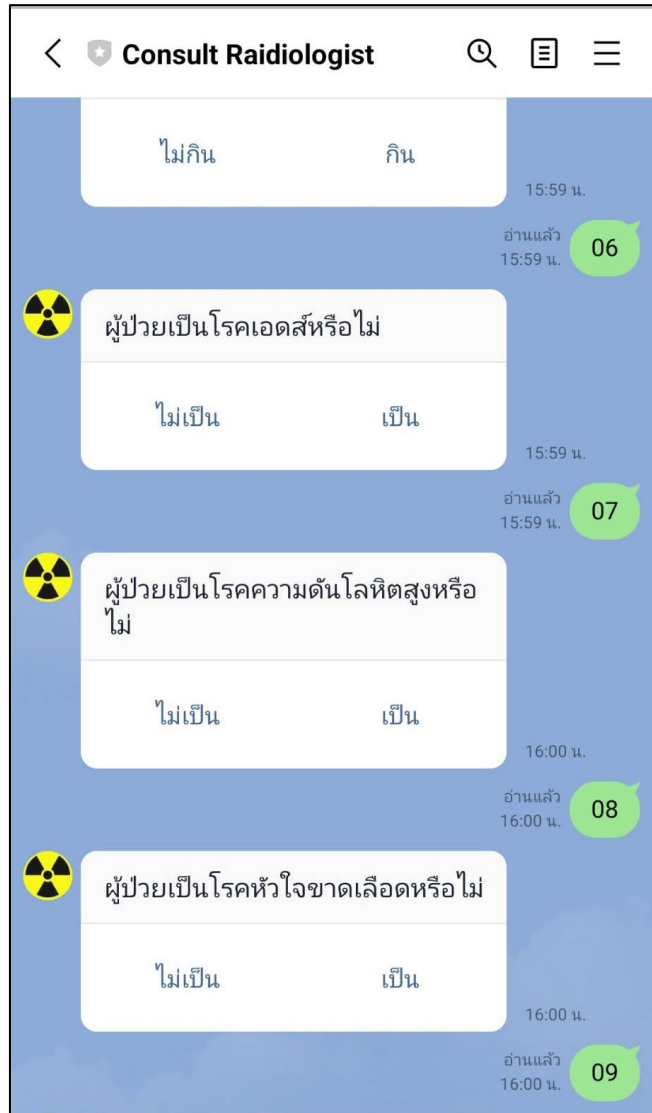 Consult Raidiologist
ไม่กิน กิน
15:59 น.
อ่านแล้ว
15:59 น. 06
ผู้ป่วยเป็นโรคเอดส์หรือไม่
ไม่เป็น เป็น
15:59 น.
อ่านแล้ว
15:59 น. 07
ผู้ป่วยเป็นโรคความดันโลหิตสูงหรือ
ไม่
ไม่เป็น เป็น
16:00 น.
อ่านแล้ว
16:00 น. 08
ผู้ป่วยเป็นโรคหัวใจขาดเลือดหรือไม่
ไม่เป็น เป็น
16:00 น.
อ่านแล้ว
16:00 น. 09